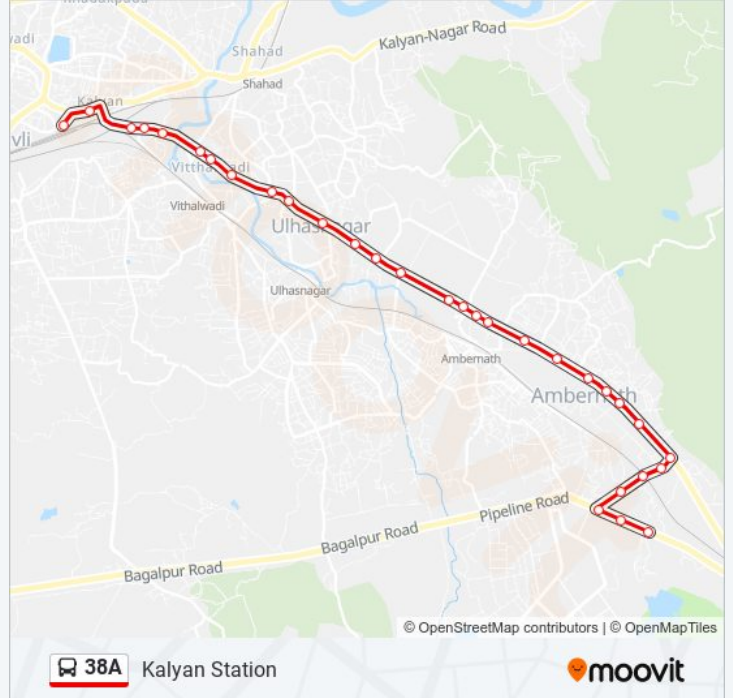 Kalyan-Nagar Road
Shahad
Shahad
Kalyan
Vithalwadi
Ulhasnagar
Ulhasnagar
Ambernath
Ambernath
Pipeline Road
Bagalpur Road
Bagalpur Road
© OpenStreetMap contributors | © OpenMapTiles
38A Kalyan Station
moovit